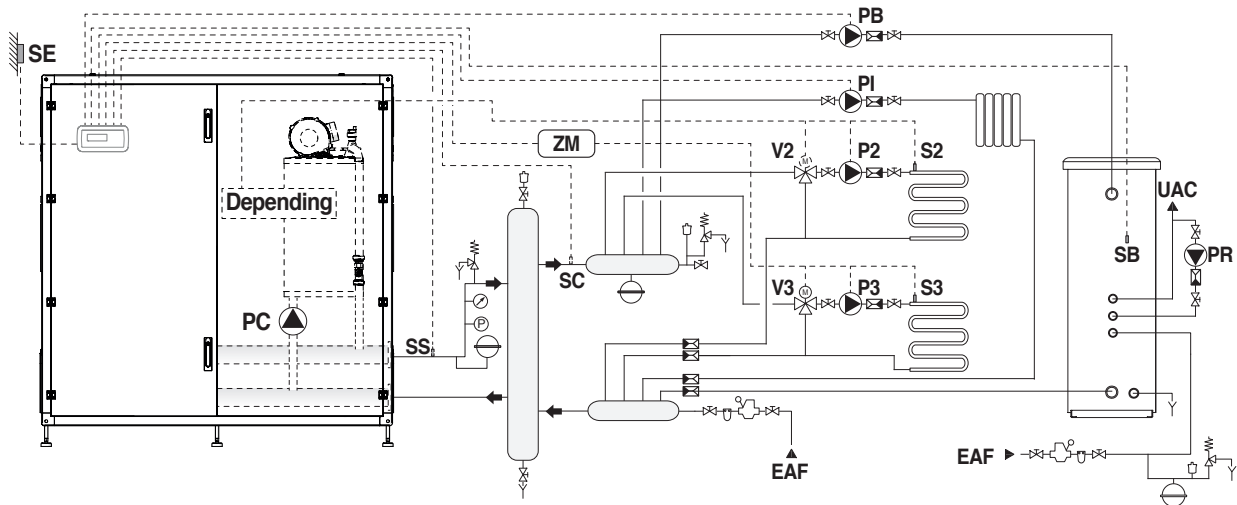 PB
SE
PI
ZM
V2
P2
S2
Depending
UAC
SB
PR
SC
V3
M
P3
S3
PC
SS
P
M
EAF
EAF